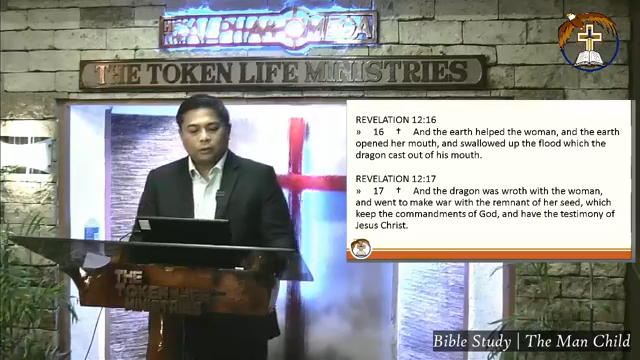 THE TOKEN LIFE MINISTRIES
REVELATION 12:16
» 16 † And the earth helped the woman, and the earth
opened her mouth, and swallowed up the flood which the
dragon cast out of his mouth.
REVELATION 12:17
» 17 † And the dragon was wroth with the woman,
and went to make war with the remnant of her seed, which
keep the commandments of God, and have the testimony of
Jesus Christ.
THE
TOKEN LIFE
MINISTRIES
Bible Study | The Man Child